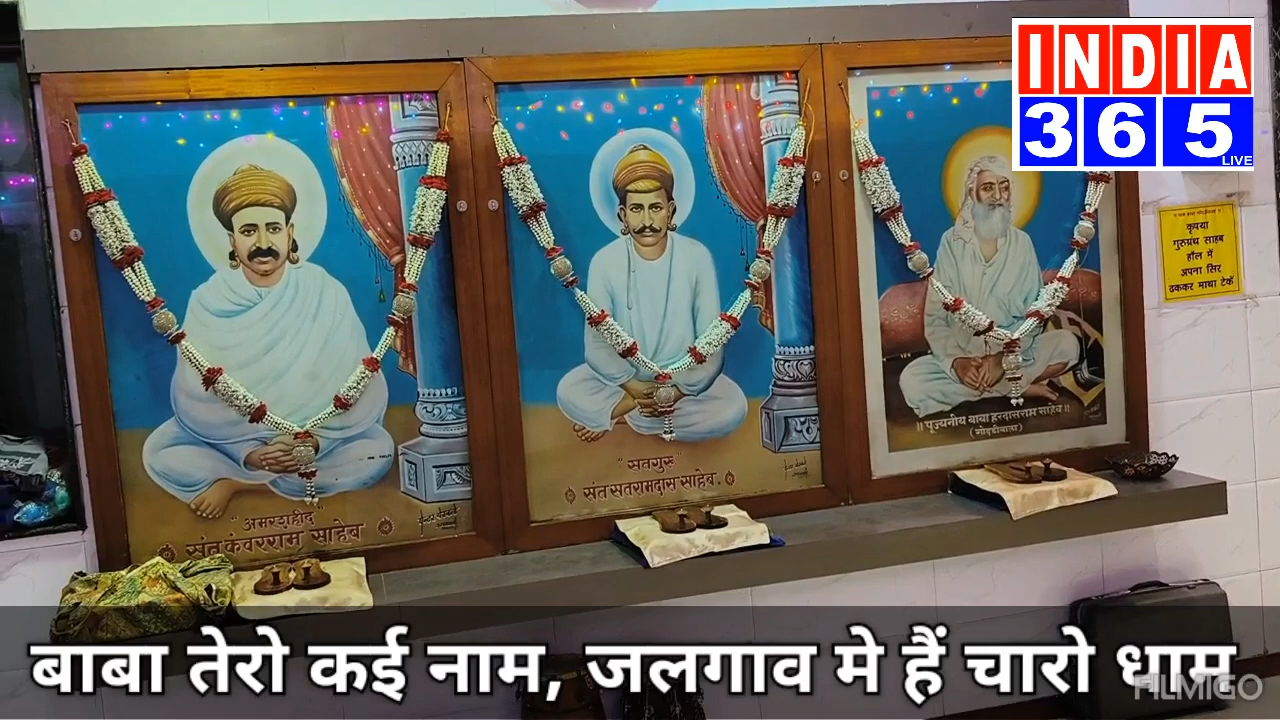 INDIA
365
LIVE
कृपया
गुरुग्रंथ साहब
हॉल में
अपना सिर
ढककर माथा टेकें
॥ पूज्यनीय बाबा हरदासराम साहेब ॥
(गोदडीवाला)
"सतगुरु"
संत सतरामदास साहेब.
"अमरशहीद"
संत कंवरराम साहेब
बाबा तेरो कई नाम, जलगाव मे हैं चारो धाम
FILMIGO